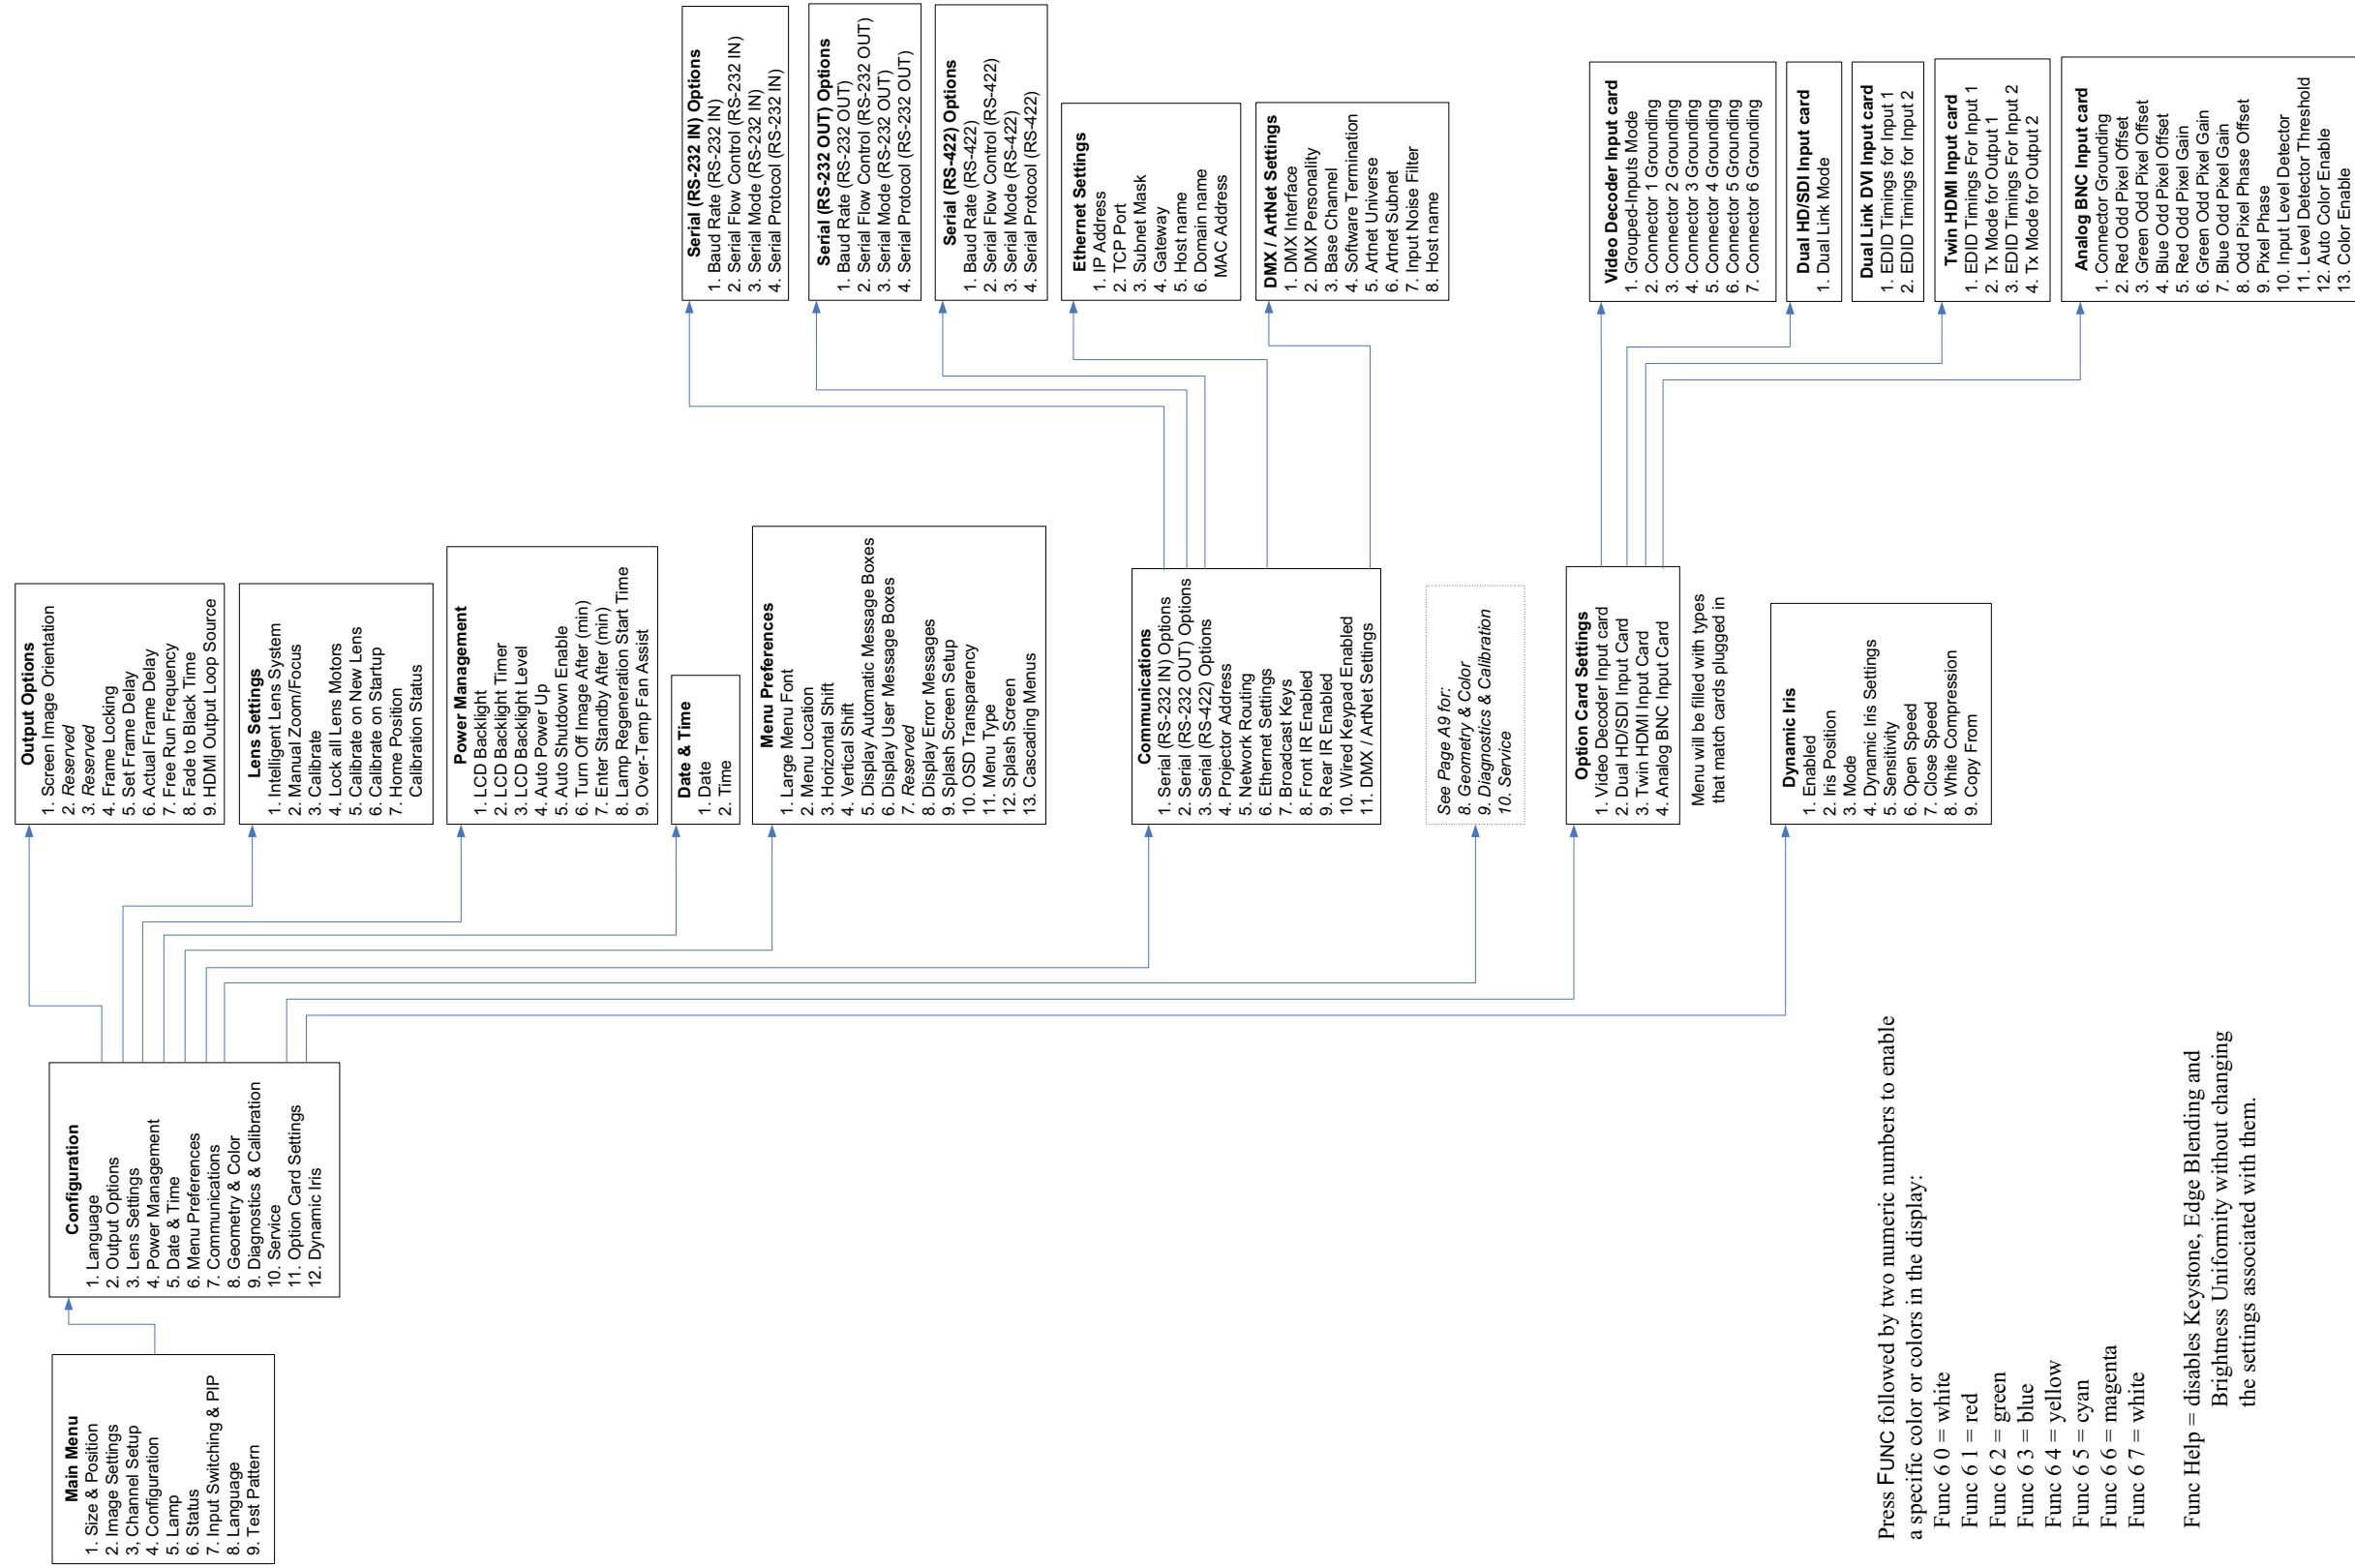 Main Menu
1. Size & Position
2. Image Settings
3, Channel Setup
4. Configuration
5. Lamp
6. Status
7. Input Switching & PIP
8. Language
9. Test Pattern
Configuration
1. Language
2. Output Options
3. Lens Settings
4. Power Management
5. Date & Time
6. Menu Preferences
7. Communications
8. Geometry & Color
9. Diagnostics & Calibration
10. Service
11. Option Card Settings
12. Dynamic Iris
Output Options
1. Screen Image Orientation
2. Reserved
3. Reserved
4. Frame Locking
5. Set Frame Delay
6. Actual Frame Delay
7. Free Run Frequency
8. Fade to Black Time
9. HDMI Output Loop Source
Lens Settings
1. Intelligent Lens System
2. Manual Zoom/Focus
3. Calibrate
4. Lock all Lens Motors
5. Calibrate on New Lens
6. Calibrate on Startup
7. Home Position
Calibration Status
Power Management
1. LCD Backlight
2. LCD Backlight Timer
3. LCD Backlight Level
4. Auto Power Up
5. Auto Shutdown Enable
6. Turn Off Image After (min)
7. Enter Standby After (min)
8. Lamp Regeneration Start Time
9. Over-Temp Fan Assist
Date & Time
1. Date
2. Time
Menu Preferences
1. Large Menu Font
2. Menu Location
3. Horizontal Shift
4. Vertical Shift
5. Display Automatic Message Boxes
6. Display User Message Boxes
7. Reserved
8. Display Error Messages
9. Splash Screen Setup
10. OSD Transparency
11. Menu Type
12. Splash Screen
13. Cascading Menus
Communications
1. Serial (RS-232 IN) Options
2. Serial (RS-232 OUT) Options
3. Serial (RS-422) Options
4. Projector Address
5. Network Routing
6. Ethernet Settings
7. Broadcast Keys
8. Front IR Enabled
9. Rear IR Enabled
10. Wired Keypad Enabled
11. DMX / ArtNet Settings
See Page A9 for:
8. Geometry & Color
9. Diagnostics & Calibration
10. Service
Option Card Settings
1. Video Decoder Input card
2. Dual HD/SDI Input Card
3. Twin HDMI Input Card
4. Analog BNC Input Card
Menu will be filled with types
that match cards plugged in
Dynamic Iris
1. Enabled
2. Iris Position
3. Mode
4. Dynamic Iris Settings
5. Sensitivity
6. Open Speed
7. Close Speed
8. White Compression
9. Copy From
Serial (RS-232 IN) Options
1. Baud Rate (RS-232 IN)
2. Serial Flow Control (RS-232 IN)
3. Serial Mode (RS-232 IN)
4. Serial Protocol (RS-232 IN)
Serial (RS-232 OUT) Options
1. Baud Rate (RS-232 OUT)
2. Serial Flow Control (RS-232 OUT)
3. Serial Mode (RS-232 OUT)
4. Serial Protocol (RS-232 OUT)
Serial (RS-422) Options
1. Baud Rate (RS-422)
2. Serial Flow Control (RS-422)
3. Serial Mode (RS-422)
4. Serial Protocol (RS-422)
Ethernet Settings
1. IP Address
2. TCP Port
3. Subnet Mask
4. Gateway
5. Host name
6. Domain name
MAC Address
DMX / ArtNet Settings
1. DMX Interface
2. DMX Personality
3. Base Channel
4. Software Termination
5. Artnet Universe
6. Artnet Subnet
7. Input Noise Filter
8. Host name
Video Decoder Input card
1. Grouped-Inputs Mode
2. Connector 1 Grounding
3. Connector 2 Grounding
4. Connector 3 Grounding
5. Connector 4 Grounding
6. Connector 5 Grounding
7. Connector 6 Grounding
Dual HD/SDI Input card
1. Dual Link Mode
Dual Link DVI Input card
1. EDID Timings for Input 1
2. EDID Timings for Input 2
Twin HDMI Input card
1. EDID Timings For Input 1
2. Tx Mode for Output 1
3. EDID Timings For Input 2
4. Tx Mode for Output 2
Analog BNC Input card
1. Connector Grounding
2. Red Odd Pixel Offset
3. Green Odd Pixel Offset
4. Blue Odd Pixel Offset
5. Red Odd Pixel Gain
6. Green Odd Pixel Gain
7. Blue Odd Pixel Gain
8. Odd Pixel Phase Offset
9. Pixel Phase
10. Input Level Detector
11. Level Detector Threshold
12. Auto Color Enable
13. Color Enable
Press FUNC followed by two numeric numbers to enable
a specific color or colors in the display:
Func 6 0 = white
Func 6 1 = red
Func 6 2 = green
Func 6 3 = blue
Func 6 4 = yellow
Func 6 5 = cyan
Func 6 6 = magenta
Func 6 7 = white
Func Help = disables Keystone, Edge Blending and
Brightness Uniformity without changing
the settings associated with them.